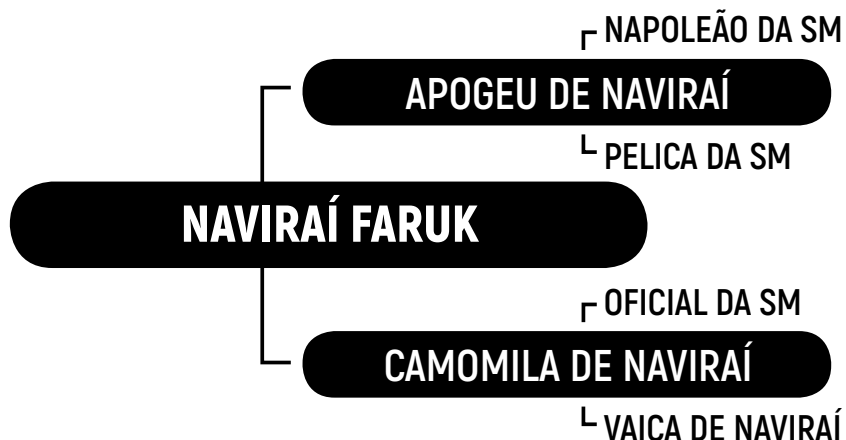 NAPOLEÃO DA SM
APOGEU DE NAVIRAÍ
PELICA DA SM
NAVIRAÍ FARUK
OFICIAL DA SM
CAMOMILA DE NAVIRAÍ
VAICA DE NAVIRAÍ